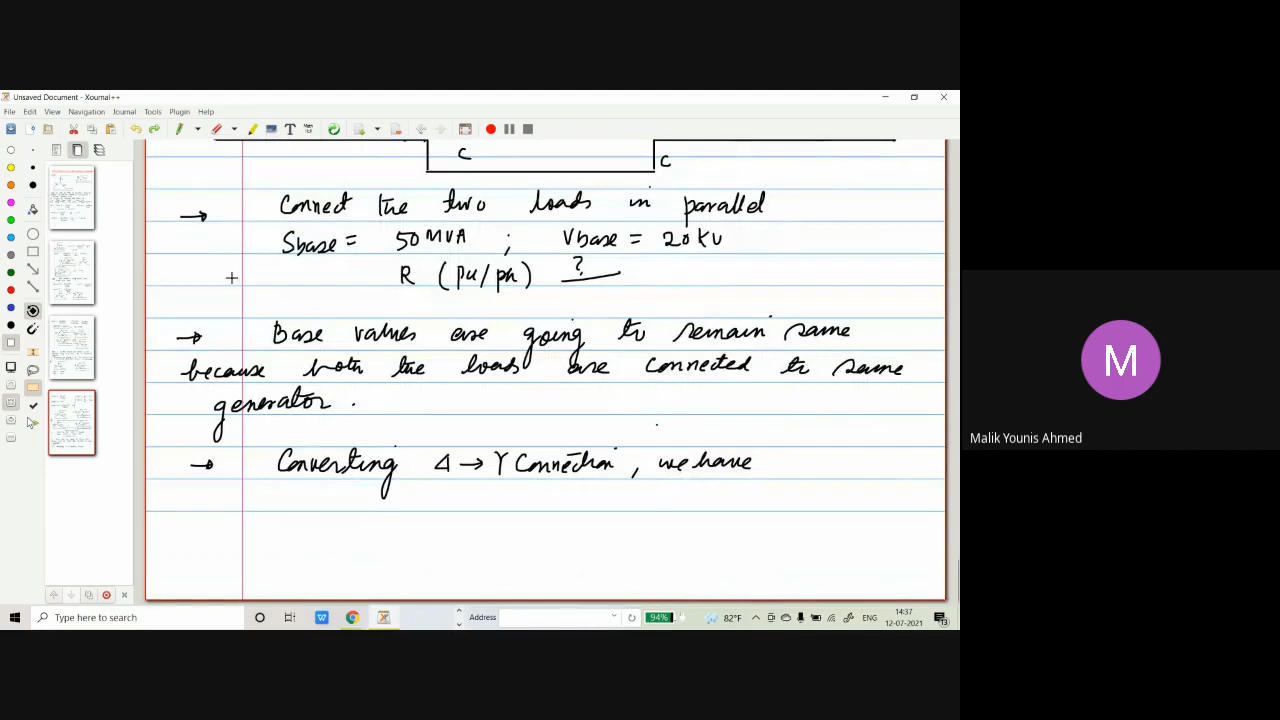 Unsaved Document - Xournal++
File Edit View Navigation Journal Tools Plugin Help
C
C
→ Connect the two loads in parallel
Sbase = 50 MVA ; Vbase = 20 KV
R (pu/ph) ?
→ Base values are going to remain same
because both the loads are connected to same
generator.
→ Converting Δ → Y Connection, we have
M
Malik Younis Ahmed
Type here to search
Address
94%
82°F
ENG
14:37
12-07-2021